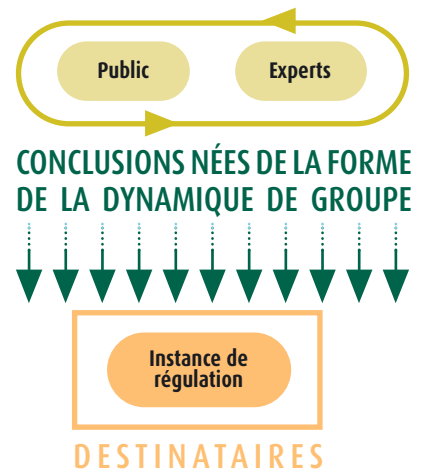 Public Experts
CONCLUSIONS NÉES DE LA FORME
DE LA DYNAMIQUE DE GROUPE
Instance de
régulation
DESTINATAIRES